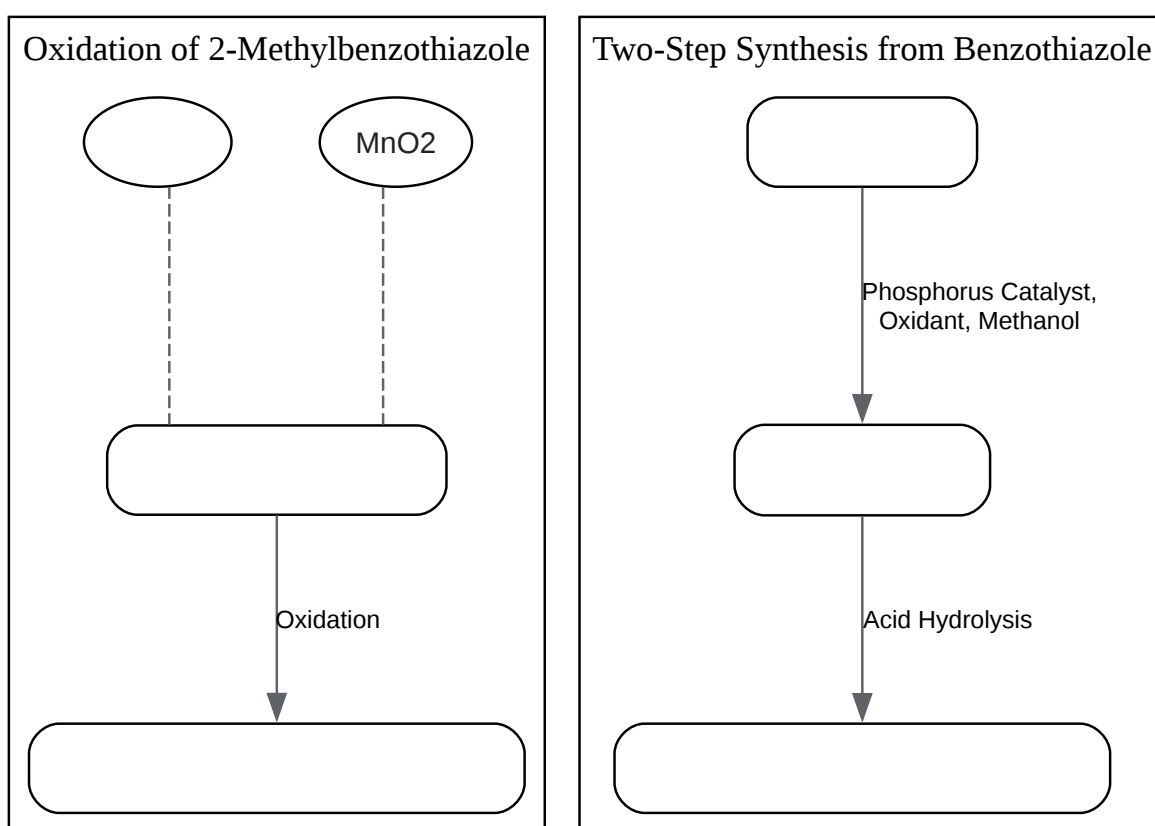 Oxidation of 2-Methylbenzothiazole
MnO2
Oxidation
Two-Step Synthesis from Benzothiazole
Phosphorus Catalyst,
Oxidant, Methanol
Acid Hydrolysis